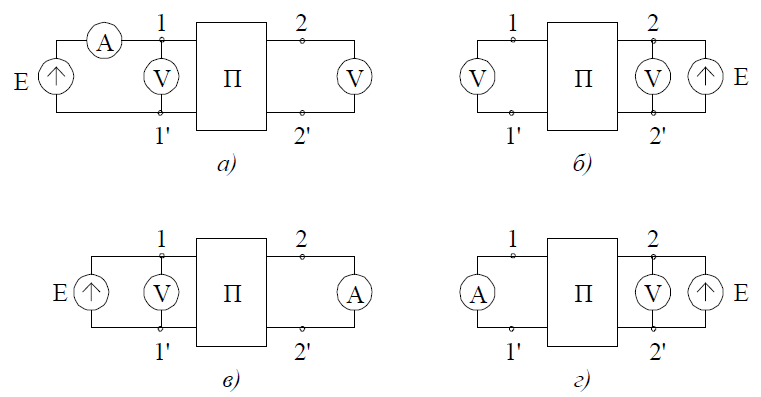 1 2
A
E V П V
1' 2'
а)
1 2
V П V E
1' 2'
б)
1 2
E V П A
1' 2'
в)
1 2
A П V E
1' 2'
г)